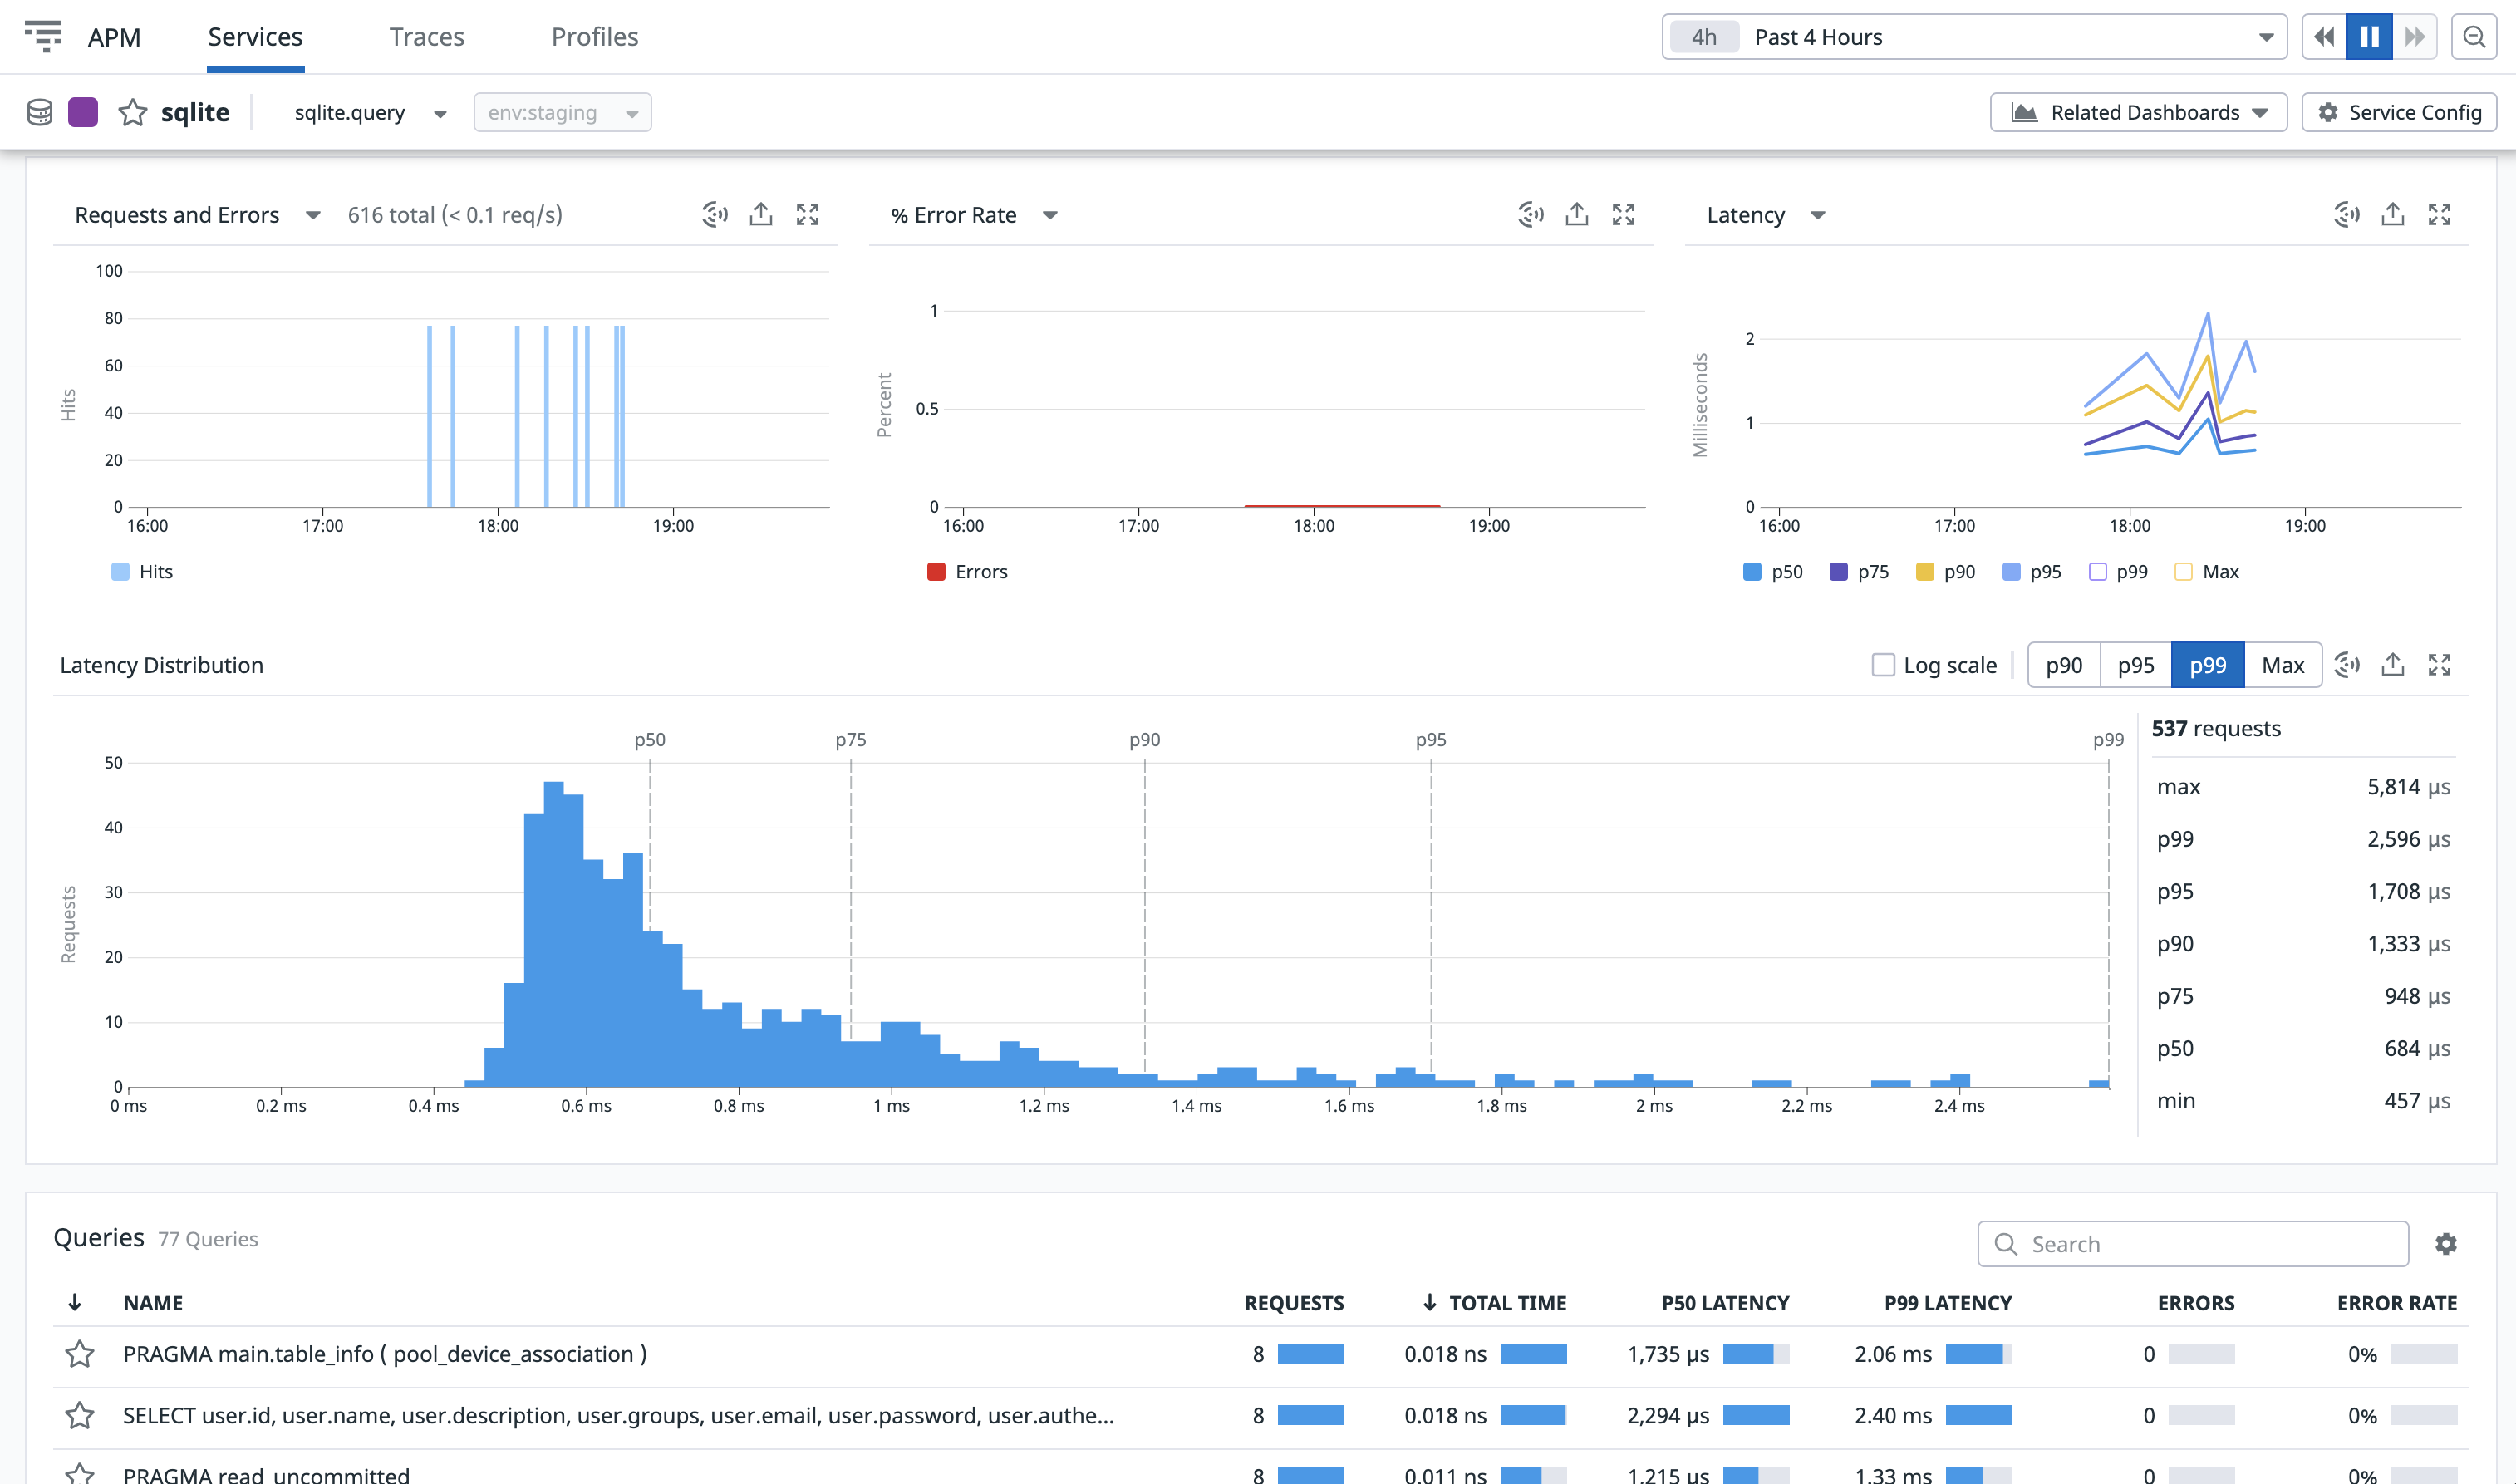 APM Services Traces Profiles 4h Past 4 Hours
sqlite sqlite.query env:staging Related Dashboards Service Config
Requests and Errors 616 total (< 0.1 req/s)
100
80
60
40
20
0
Hits
16:00 17:00 18:00 19:00
Hits
% Error Rate
1
0.5
0
Percent
16:00 17:00 18:00 19:00
Errors
Latency
2
1
0
Milliseconds
16:00 17:00 18:00 19:00
p50 p75 p90 p95 p99 Max
Latency Distribution Log scale p90 p95 p99 Max
p50 p75 p90 p95 p99
50
40
30
20
10
0
Requests
0 ms 0.2 ms 0.4 ms 0.6 ms 0.8 ms 1 ms 1.2 ms 1.4 ms 1.6 ms 1.8 ms 2 ms 2.2 ms 2.4 ms
537 requests
max 5,814 µs
p99 2,596 µs
p95 1,708 µs
p90 1,333 µs
p75 948 µs
p50 684 µs
min 457 µs
Queries 77 Queries Search
NAME REQUESTS TOTAL TIME P50 LATENCY P99 LATENCY ERRORS ERROR RATE
PRAGMA main.table_info ( pool_device_association ) 8 0.018 ns 1,735 µs 2.06 ms 0 0%
SELECT user.id, user.name, user.description, user.groups, user.email, user.password, user.authe... 8 0.018 ns 2,294 µs 2.40 ms 0 0%
PRAGMA read_uncommitted 8 0.011 ns 1,215 µs 1.33 ms 0 0%